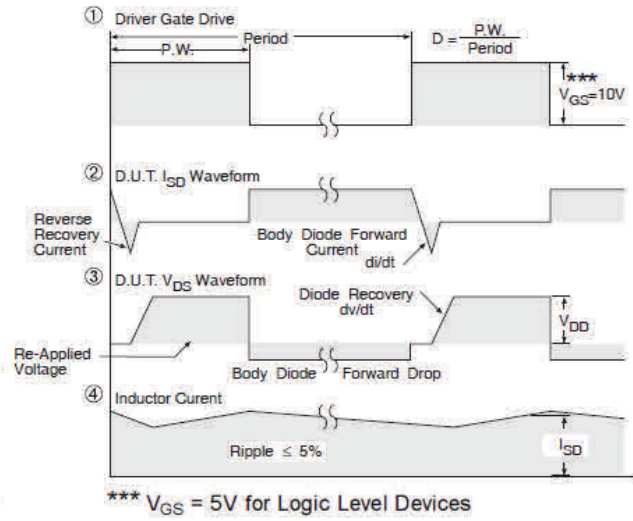 ① Driver Gate Drive
Period
P.W.
D = P.W.
Period
***
VGS=10V
② D.U.T. ISD Waveform
Reverse
Recovery
Current
Body Diode Forward
Current
di/dt
③ D.U.T. VDS Waveform
Diode Recovery
dv/dt
VDD
Re-Applied
Voltage
Body Diode Forward Drop
④ Inductor Curent
Ripple ≤ 5%
ISD
*** VGS = 5V for Logic Level Devices